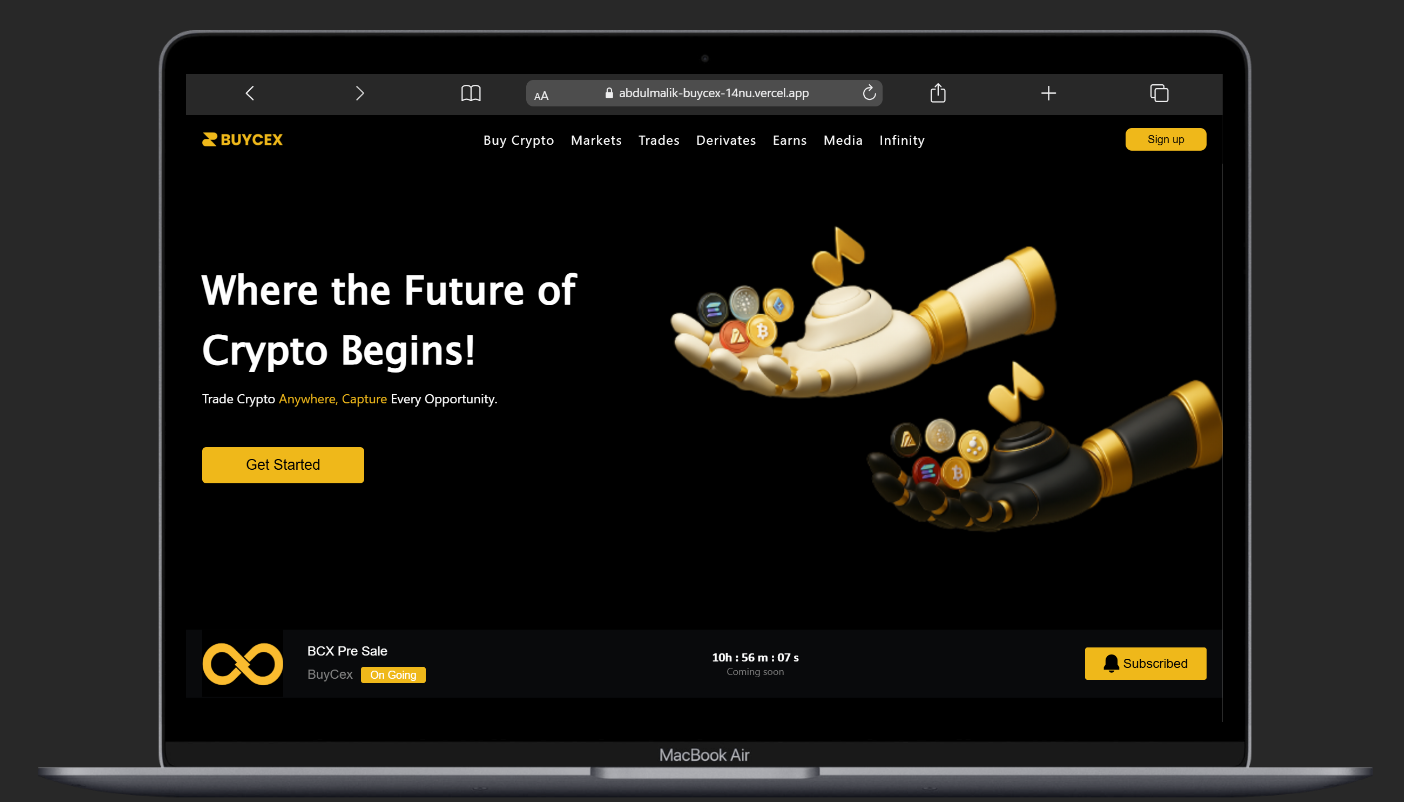 AA
abdulmalik-buycex-14nu.vercel.app
BUYCEX
Buy Crypto Markets Trades Derivates Earns Media Infinity
Sign up
Where the Future of
Crypto Begins!
Trade Crypto Anywhere, Capture Every Opportunity.
Get Started
BCX Pre Sale
BuyCex On Going
10h : 56 m : 07 s
Coming soon
Subscribed
MacBook Air